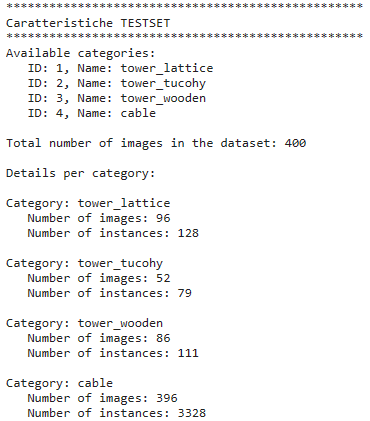 **************************************************
Caratteristiche TESTSET
**************************************************
Available categories:
   ID: 1, Name: tower_lattice
   ID: 2, Name: tower_tucohy
   ID: 3, Name: tower_wooden
   ID: 4, Name: cable

Total number of images in the dataset: 400

Details per category:

Category: tower_lattice
   Number of images: 96
   Number of instances: 128

Category: tower_tucohy
   Number of images: 52
   Number of instances: 79

Category: tower_wooden
   Number of images: 86
   Number of instances: 111

Category: cable
   Number of images: 396
   Number of instances: 3328